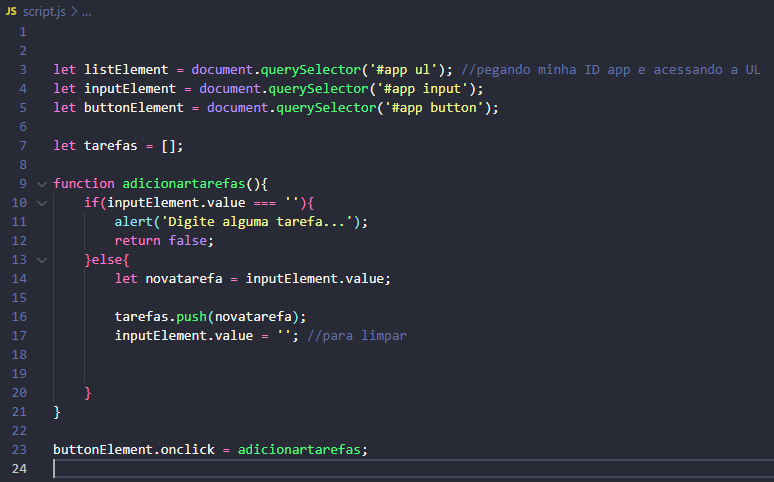 JS script.js > ...
1
2
3 let listElement = document.querySelector('#app ul'); //pegando minha ID app e acessando a UL
4 let inputElement = document.querySelector('#app input');
5 let buttonElement = document.querySelector('#app button');
6
7 let tarefas = [];
8
9 function adicionartarefas(){
10 if(inputElement.value === ''){
11 alert('Digite alguma tarefa...');
12 return false;
13 }else{
14 let novatarefa = inputElement.value;
15
16 tarefas.push(novatarefa);
17 inputElement.value = ''; //para limpar
18
19
20 }
21 }
22
23 buttonElement.onclick = adicionartarefas;
24